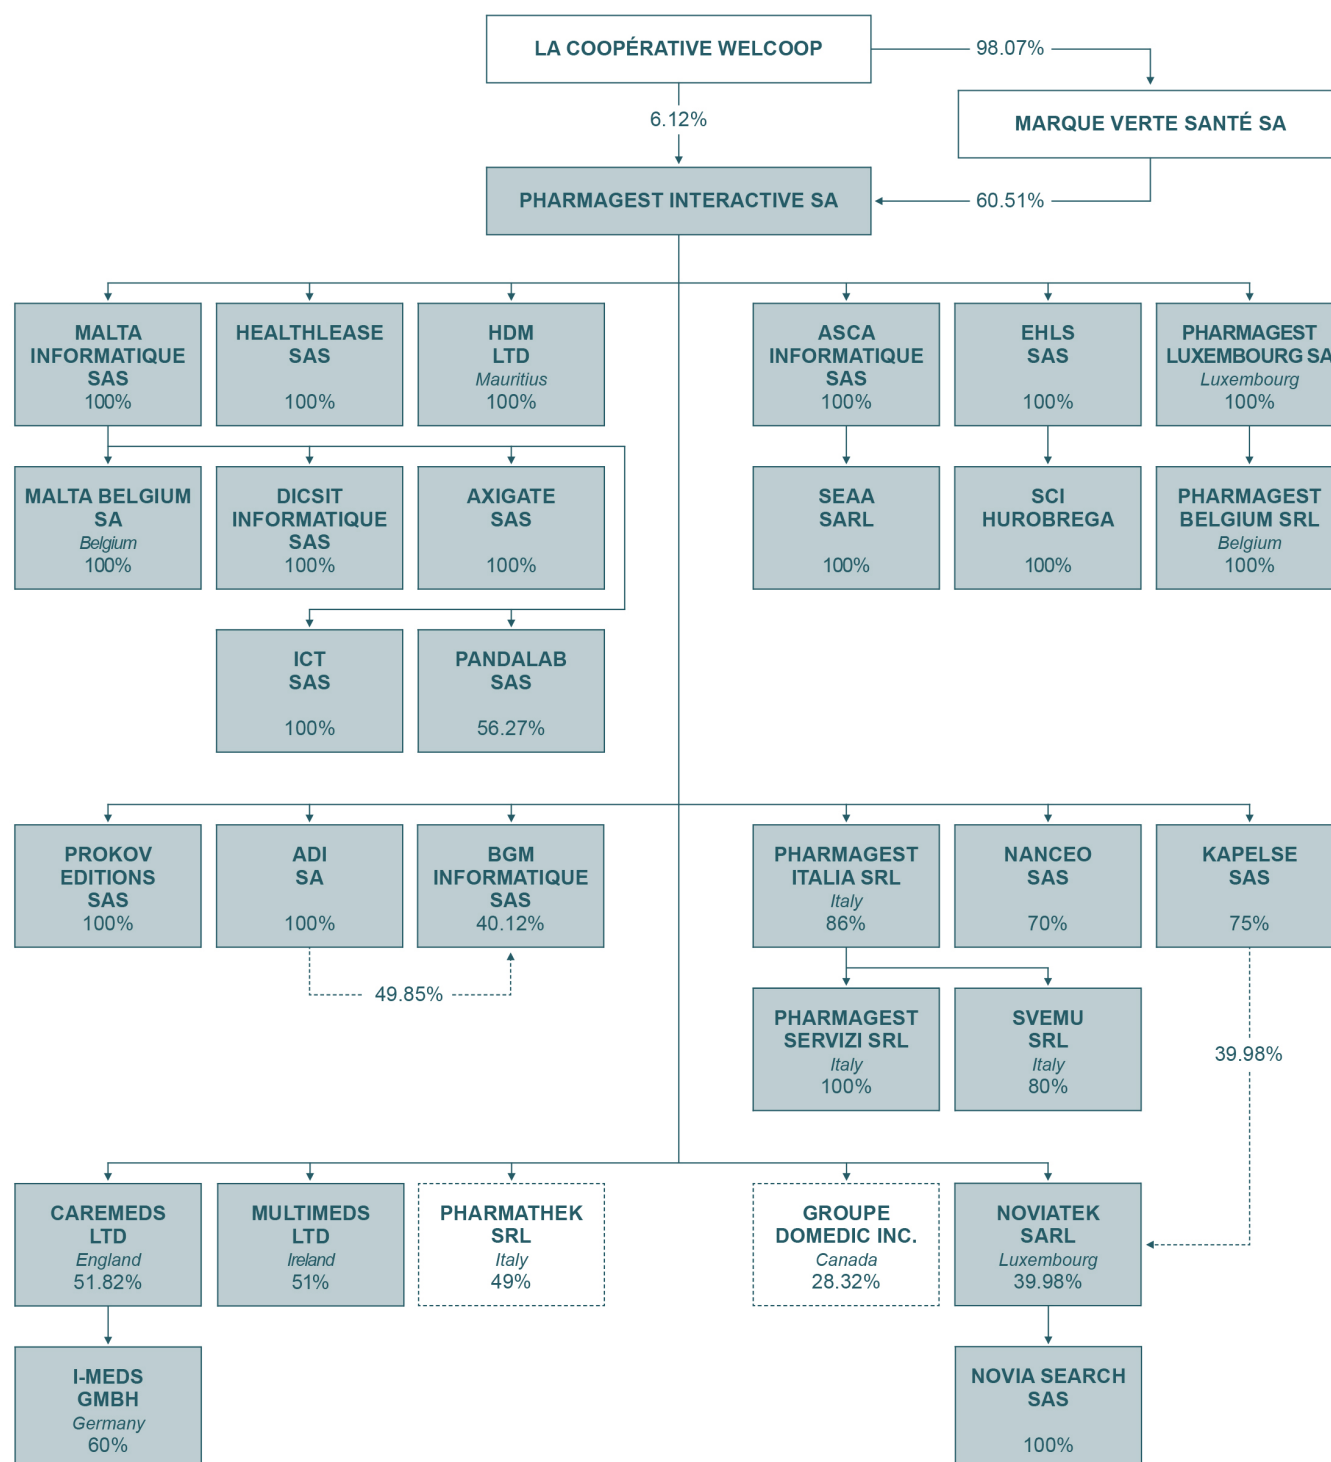 LA COOPÉRATIVE WELCOOP
98.07%
6.12%
MARQUE VERTE SANTÉ SA
PHARMAGEST INTERACTIVE SA
60.51%
MALTA
INFORMATIQUE
SAS
100%
HEALTHLEASE
SAS
100%
HDM
LTD
Mauritius
100%
ASCA
INFORMATIQUE
SAS
100%
EHLS
SAS
100%
PHARMAGEST
LUXEMBOURG SA
Luxembourg
100%
MALTA BELGIUM
SA
Belgium
100%
DICSIT
INFORMATIQUE
SAS
100%
AXIGATE
SAS
100%
SEAA
SARL
100%
SCI
HUROBREGA
100%
PHARMAGEST
BELGIUM SRL
Belgium
100%
ICT
SAS
100%
PANDALAB
SAS
56.27%
PROKOV
EDITIONS
SAS
100%
ADI
SA
100%
BGM
INFORMATIQUE
SAS
40.12%
PHARMAGEST
ITALIA SRL
Italy
86%
NANCEO
SAS
70%
KAPELSE
SAS
75%
49.85%
PHARMAGEST
SERVIZI SRL
Italy
100%
SVEMU
SRL
Italy
80%
39.98%
CAREMEDS
LTD
England
51.82%
MULTIMEDS
LTD
Ireland
51%
PHARMATHEK
SRL
Italy
49%
GROUPE
DOMEDIC INC.
Canada
28.32%
NOVIATEK
SARL
Luxembourg
39.98%
I-MEDS
GMBH
Germany
60%
NOVIA SEARCH
SAS
100%